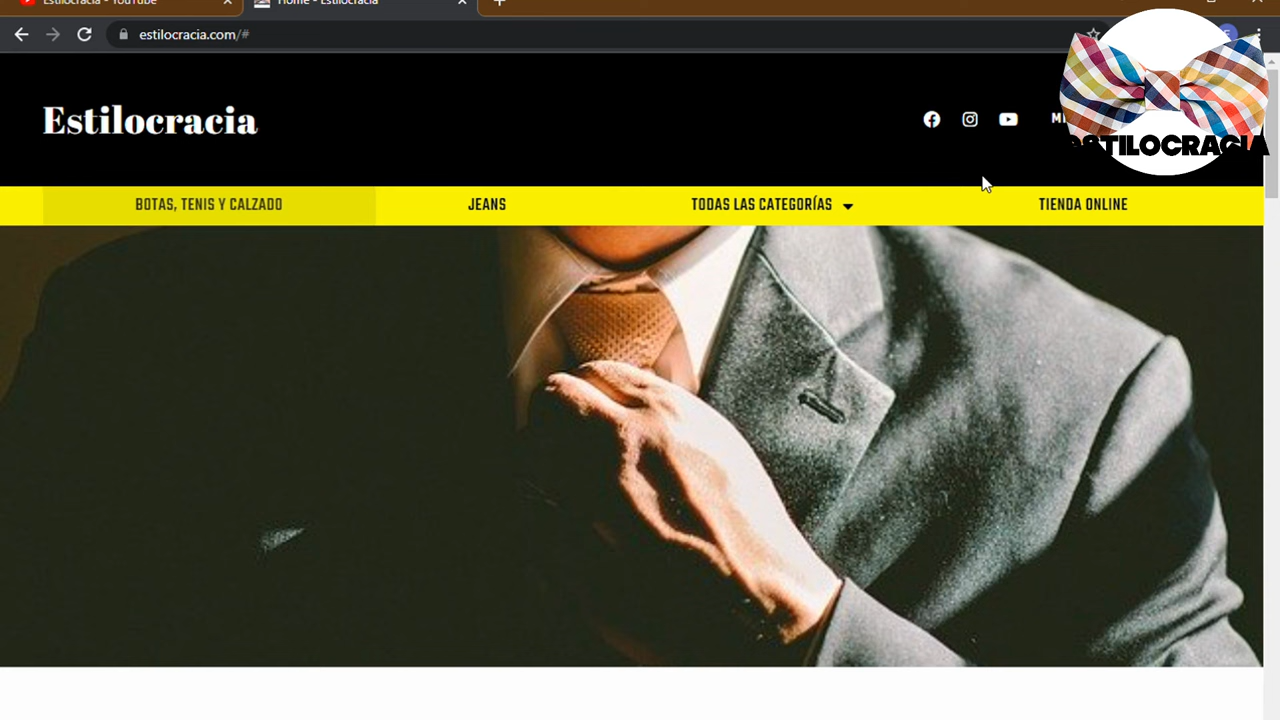 Estilocracia - YouTube
Home - Estilocracia
estilocracia.com/#
Estilocracia
ESTILOCRACIA
BOTAS, TENIS Y CALZADO
JEANS
TODAS LAS CATEGORÍAS
TIENDA ONLINE